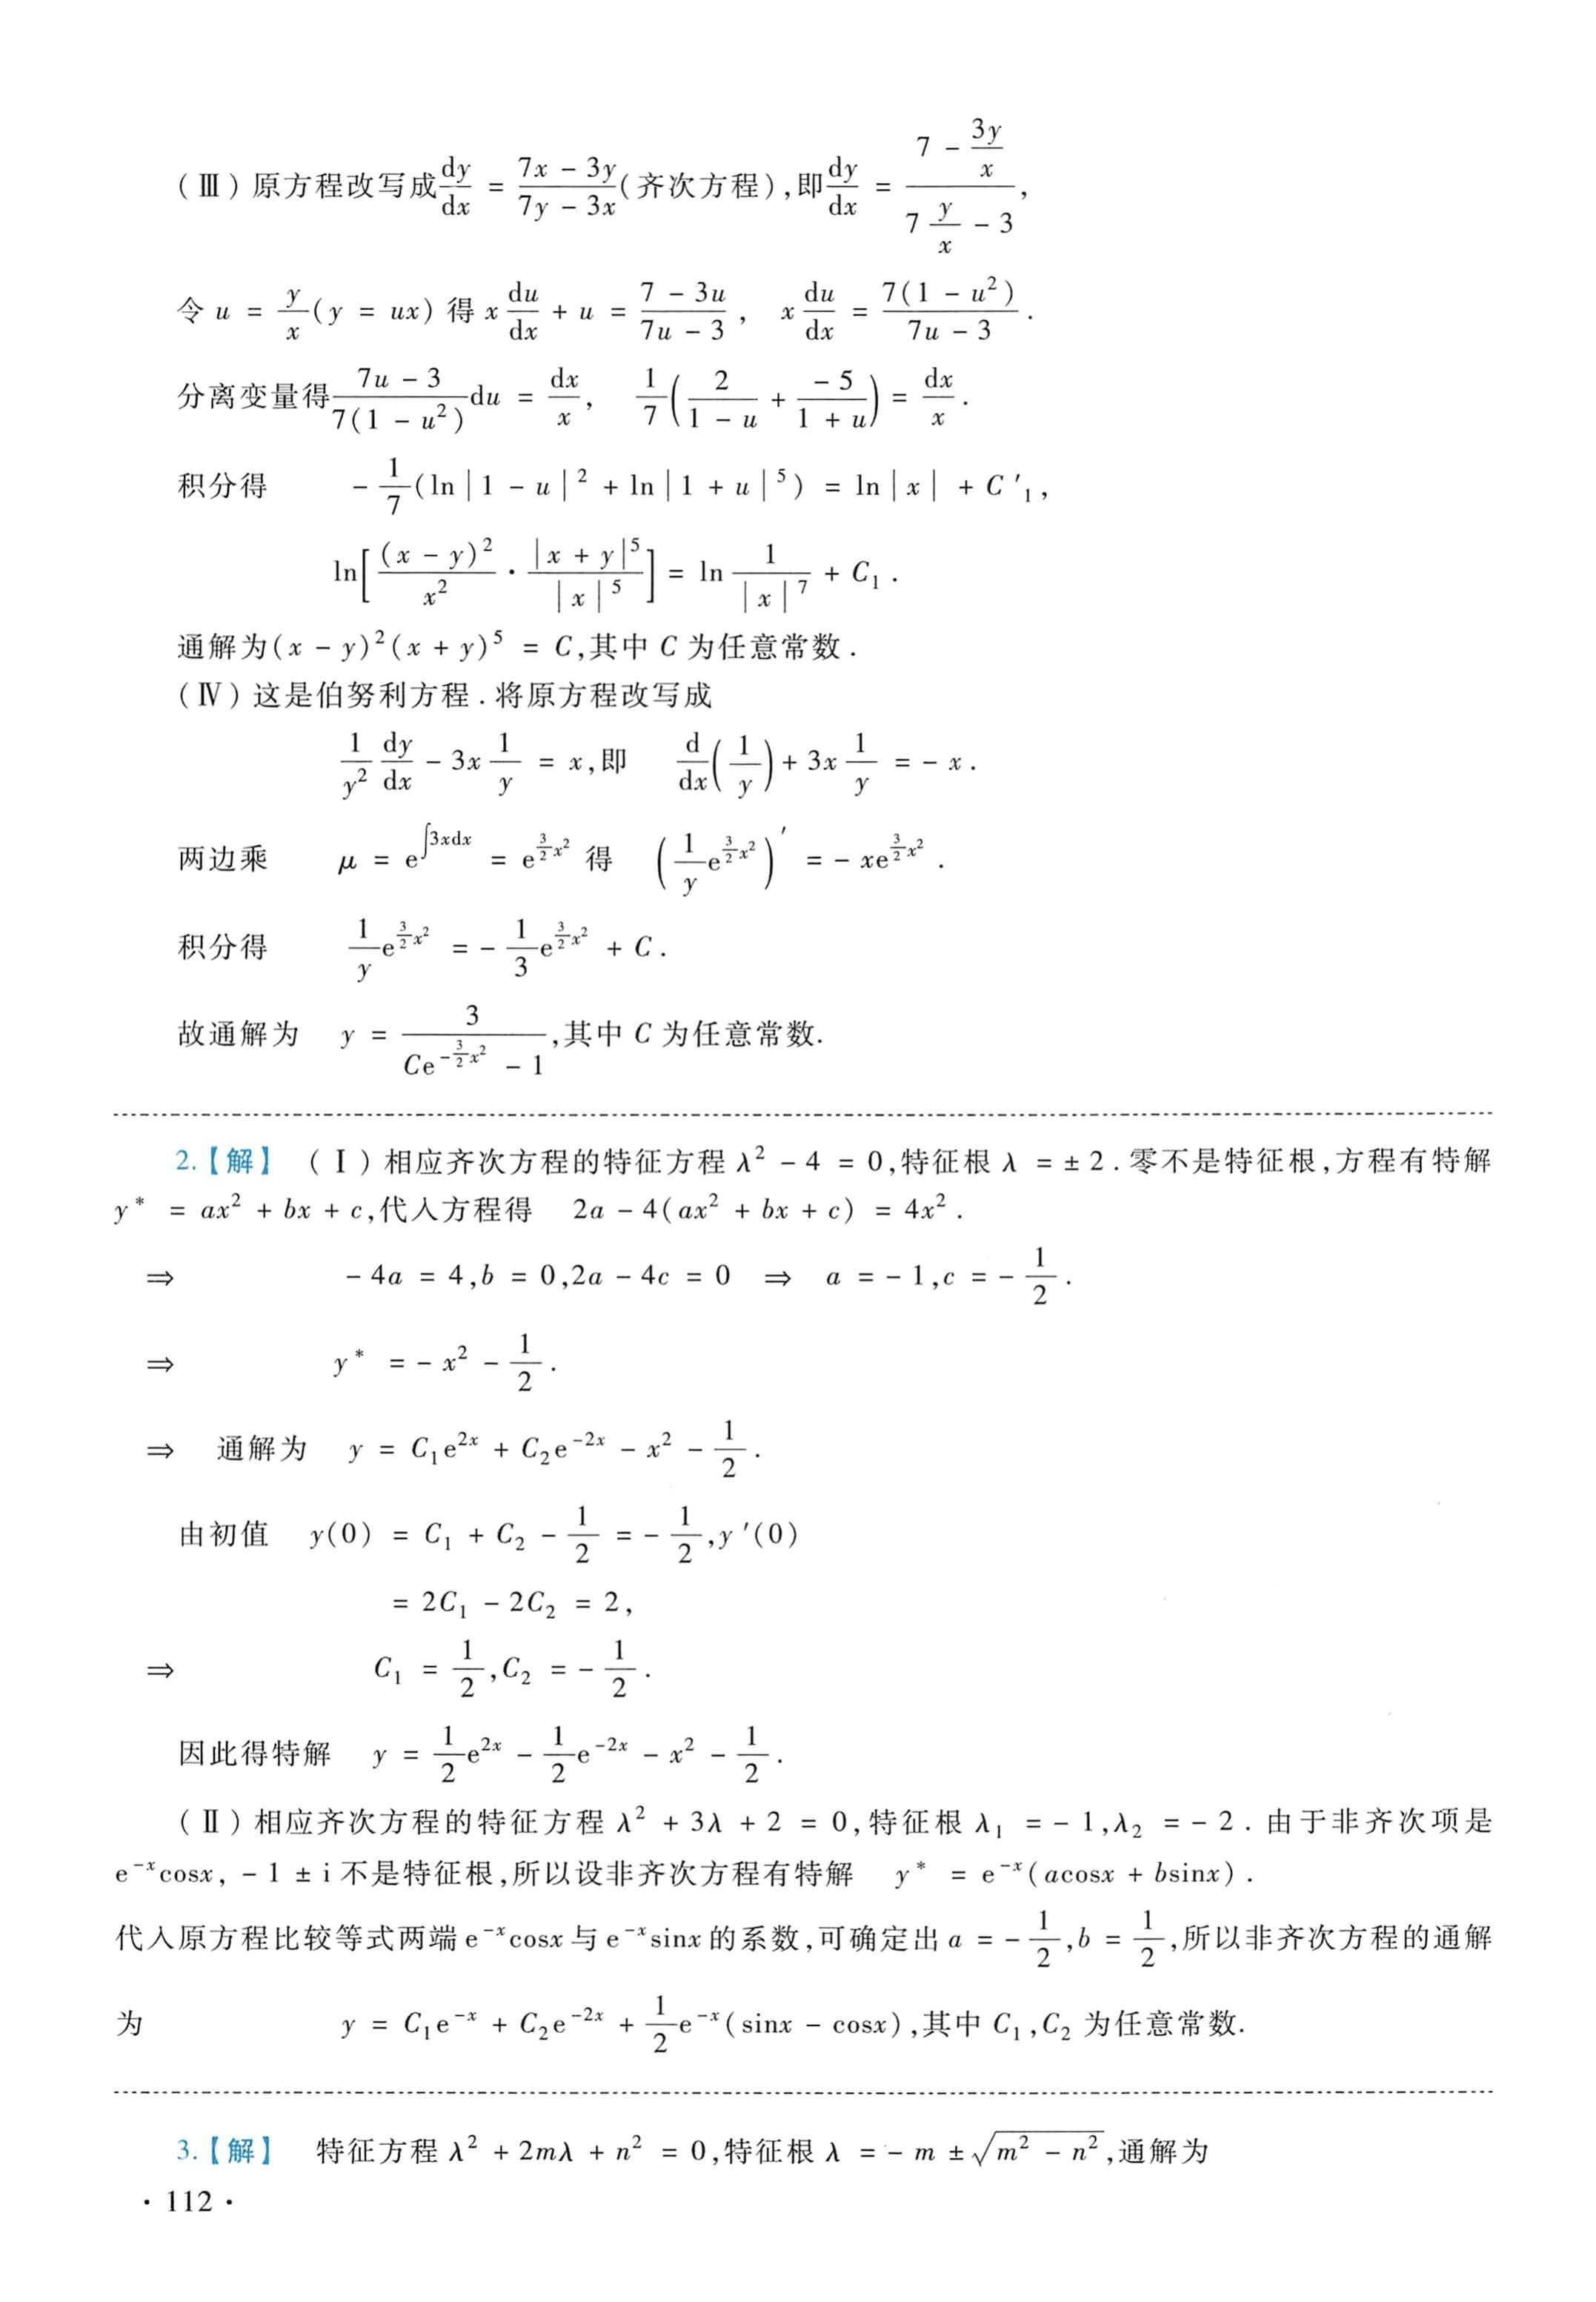 (Ⅲ)原方程改写成$\frac{dy}{dx} = \frac{7x-3y}{7y-3x}$(齐次方程),即$\frac{dy}{dx} = \frac{7-\frac{3y}{x}}{7\frac{y}{x}-3}$,
令 $u = \frac{y}{x}(y = ux)$ 得 $x\frac{du}{dx} + u = \frac{7-3u}{7u-3}$, $x\frac{du}{dx} = \frac{7(1-u^2)}{7u-3}$.
分离变量得$\frac{7u-3}{7(1-u^2)}du = \frac{dx}{x}$, $\frac{1}{7}\left(\frac{2}{1-u} + \frac{-5}{1+u}\right) = \frac{dx}{x}$.
积分得 $-\frac{1}{7}(\ln|1-u|^2 + \ln|1+u|^5) = \ln|x| + C'_1$,
$\ln\left[\frac{(x-y)^2}{x^2}\cdot\frac{|x+y|^5}{|x|^5}\right] = \ln\frac{1}{|x|^7} + C_1$.
通解为$(x-y)^2(x+y)^5 = C$,其中 C 为任意常数.
(Ⅳ)这是伯努利方程.将原方程改写成
$\frac{1}{y^2}\frac{dy}{dx} - 3x\frac{1}{y} = x$,即 $\frac{d}{dx}\left(\frac{1}{y}\right) + 3x\frac{1}{y} = -x$.
两边乘 $\mu = e^{\int 3xdx} = e^{\frac{3}{2}x^2}$ 得 $\left(\frac{1}{y}e^{\frac{3}{2}x^2}\right)' = -xe^{\frac{3}{2}x^2}$.
积分得 $\frac{1}{y}e^{\frac{3}{2}x^2} = -\frac{1}{3}e^{\frac{3}{2}x^2} + C$.
故通解为 $y = \frac{3}{Ce^{-\frac{3}{2}x^2}-1}$,其中 C 为任意常数.
2.【解】 (Ⅰ)相应齐次方程的特征方程 $\lambda^2 - 4 = 0$,特征根 $\lambda = \pm 2$.零不是特征根,方程有特解
$y^* = ax^2 + bx + c$,代入方程得 $2a - 4(ax^2 + bx + c) = 4x^2$.
⇒ $-4a = 4, b = 0, 2a - 4c = 0$ ⇒ $a = -1, c = -\frac{1}{2}$.
⇒ $y^* = -x^2 - \frac{1}{2}$.
⇒ 通解为 $y = C_1e^{2x} + C_2e^{-2x} - x^2 - \frac{1}{2}$.
由初值 $y(0) = C_1 + C_2 - \frac{1}{2} = -\frac{1}{2}, y'(0)$
$= 2C_1 - 2C_2 = 2$,
⇒ $C_1 = \frac{1}{2}, C_2 = -\frac{1}{2}$.
因此得特解 $y = \frac{1}{2}e^{2x} - \frac{1}{2}e^{-2x} - x^2 - \frac{1}{2}$.
(Ⅱ)相应齐次方程的特征方程 $\lambda^2 + 3\lambda + 2 = 0$,特征根 $\lambda_1 = -1, \lambda_2 = -2$.由于非齐次项是
$e^{-x}\cos x$, $-1 \pm i$ 不是特征根,所以设非齐次方程有特解 $y^* = e^{-x}(a\cos x + b\sin x)$.
代入原方程比较等式两端 $e^{-x}\cos x$ 与 $e^{-x}\sin x$ 的系数,可确定出 $a = -\frac{1}{2}, b = \frac{1}{2}$,所以非齐次方程的通解
为 $y = C_1e^{-x} + C_2e^{-2x} + \frac{1}{2}e^{-x}(\sin x - \cos x)$,其中 $C_1, C_2$ 为任意常数.
3.【解】 特征方程 $\lambda^2 + 2m\lambda + n^2 = 0$,特征根 $\lambda = -m \pm \sqrt{m^2 - n^2}$,通解为
· 112 ·